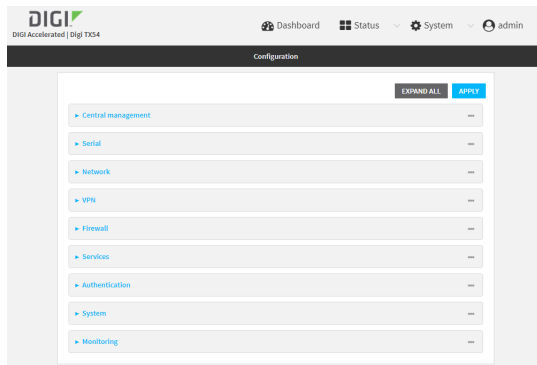 DIGI
DIGI Accelerated | Digi TX54
Dashboard Status System admin
Configuration
EXPAND ALL APPLY
Central management
Serial
Network
VPN
Firewall
Services
Authentication
System
Monitoring